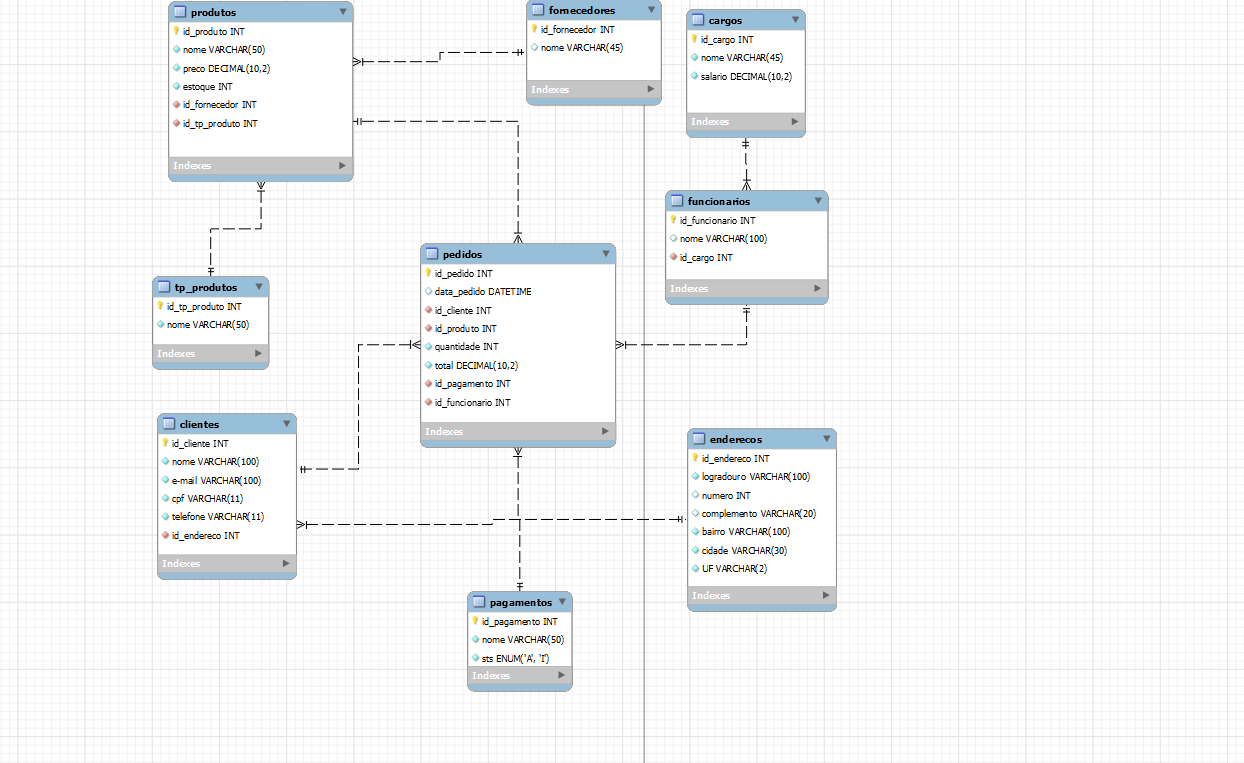 produtos
id_produto INT
nome VARCHAR(50)
preco DECIMAL(10,2)
estoque INT
id_fornecedor INT
id_tp_produto INT
Indexes
fornecedores
id_fornecedor INT
nome VARCHAR(45)
Indexes
cargos
id_cargo INT
nome VARCHAR(45)
salario DECIMAL(10,2)
Indexes
funcionarios
id_funcionario INT
nome VARCHAR(100)
id_cargo INT
Indexes
tp_produtos
id_tp_produto INT
nome VARCHAR(50)
Indexes
pedidos
id_pedido INT
data_pedido DATETIME
id_cliente INT
id_produto INT
quantidade INT
total DECIMAL(10,2)
id_pagamento INT
id_funcionario INT
Indexes
clientes
id_cliente INT
nome VARCHAR(100)
e-mail VARCHAR(100)
cpf VARCHAR(11)
telefone VARCHAR(11)
id_endereco INT
Indexes
enderecos
id_endereco INT
logradouro VARCHAR(100)
numero INT
complemento VARCHAR(20)
bairro VARCHAR(100)
cidade VARCHAR(30)
UF VARCHAR(2)
Indexes
pagamentos
id_pagamento INT
nome VARCHAR(50)
sts ENUM('A', 'I')
Indexes